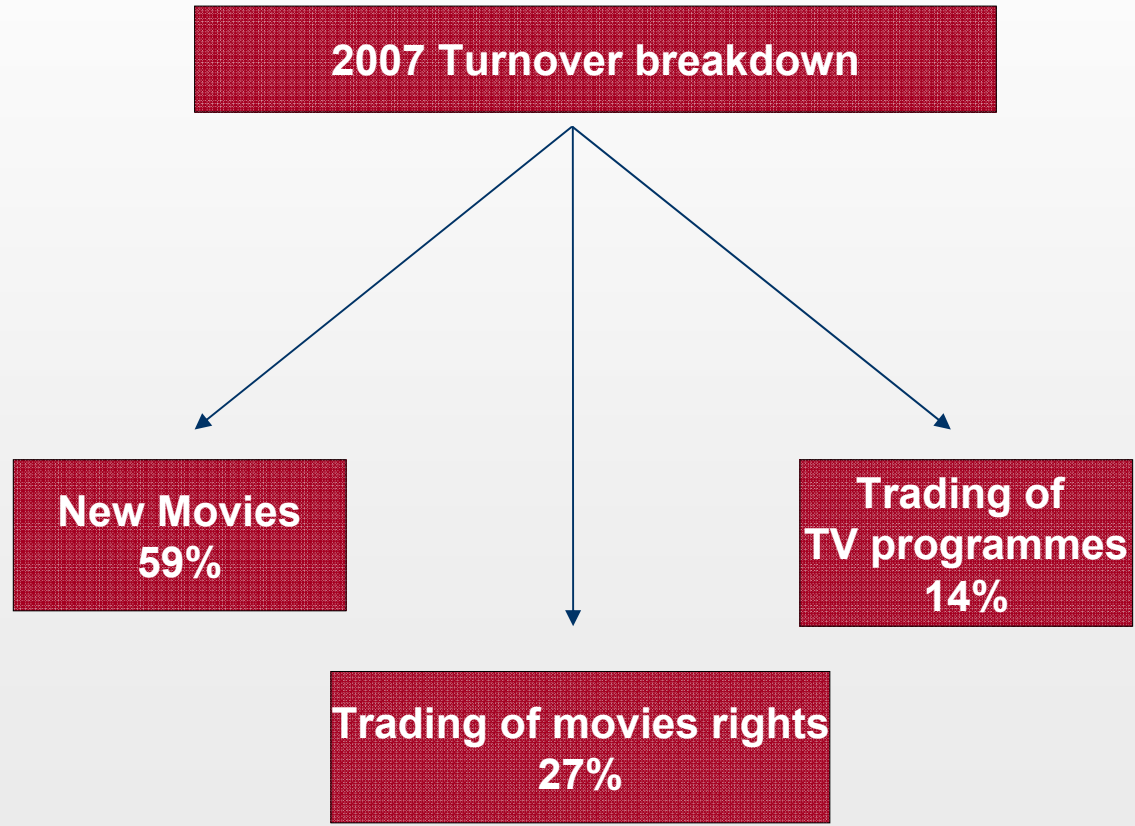 2007 Turnover breakdown
New Movies
59%
Trading of
TV programmes
14%
Trading of movies rights
27%